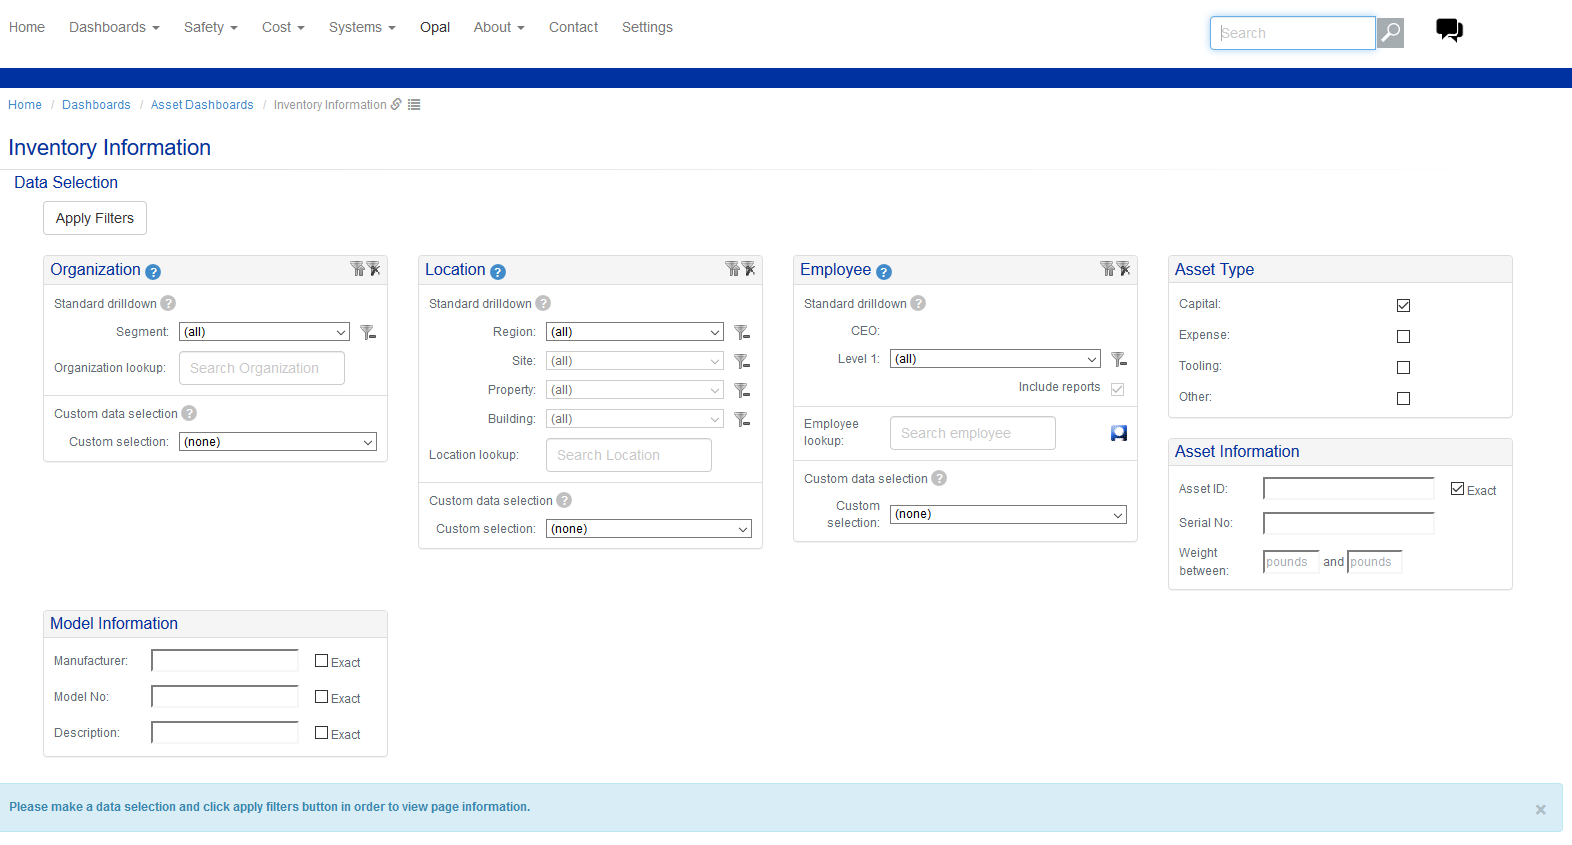 Home Dashboards Safety Cost Systems Opal About Contact Settings Search
Home / Dashboards / Asset Dashboards / Inventory Information
Inventory Information
Data Selection
Apply Filters
Organization ?
Standard drilldown ?
Segment: (all)
Organization lookup: Search Organization
Custom data selection ?
Custom selection: (none)
Location ?
Standard drilldown ?
Region: (all)
Site: (all)
Property: (all)
Building: (all)
Location lookup: Search Location
Custom data selection ?
Custom selection: (none)
Employee ?
Standard drilldown ?
CEO:
Level 1: (all)
Include reports
Employee
lookup: Search employee
Custom data selection ?
Custom
selection: (none)
Asset Type
Capital:
Expense:
Tooling:
Other:
Asset Information
Asset ID: Exact
Serial No:
Weight
between: pounds and pounds
Model Information
Manufacturer: Exact
Model No: Exact
Description: Exact
Please make a data selection and click apply filters button in order to view page information. ×